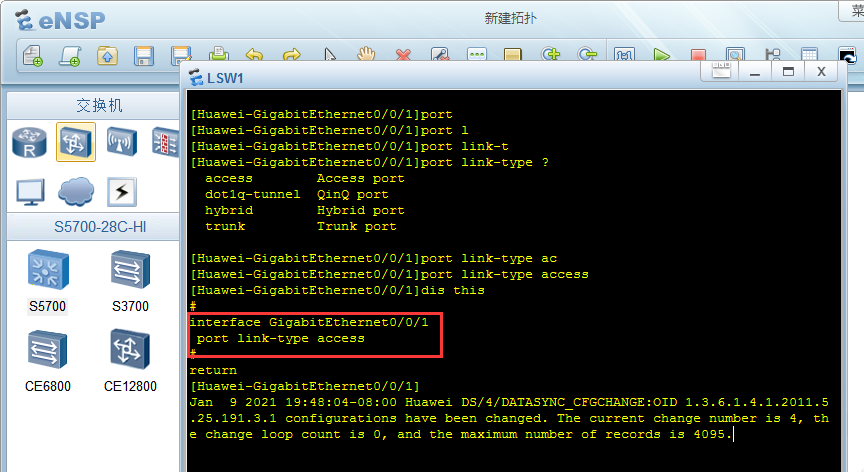 eNSP
新建拓扑
菜
LSW1
交换机
S5700-28C-HI
S5700
S3700
CE6800
CE12800
[Huawei-GigabitEthernet0/0/1]port
[Huawei-GigabitEthernet0/0/1]port l
[Huawei-GigabitEthernet0/0/1]port link-t
[Huawei-GigabitEthernet0/0/1]port link-type ?
access Access port
dot1q-tunnel QinQ port
hybrid Hybrid port
trunk Trunk port
[Huawei-GigabitEthernet0/0/1]port link-type ac
[Huawei-GigabitEthernet0/0/1]port link-type access
[Huawei-GigabitEthernet0/0/1]dis this
#
interface GigabitEthernet0/0/1
port link-type access
#
return
[Huawei-GigabitEthernet0/0/1]
Jan 9 2021 19:48:04-08:00 Huawei DS/4/DATASYNC_CFGCHANGE:OID 1.3.6.1.4.1.2011.5
.25.191.3.1 configurations have been changed. The current change number is 4, th
e change loop count is 0, and the maximum number of records is 4095.